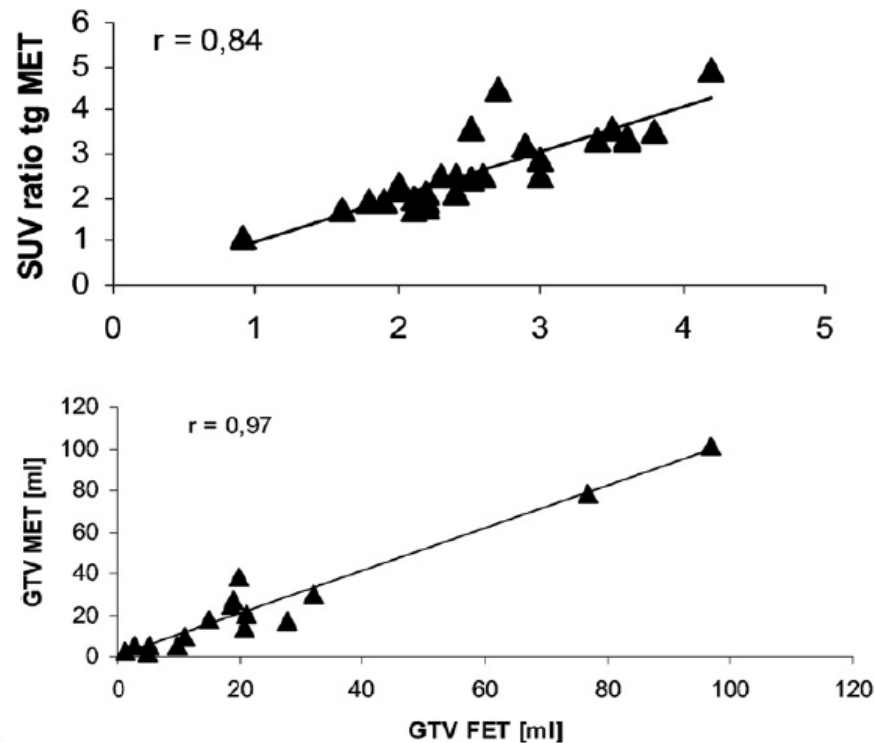 6
r = 0,84
5
4
3
2
1
0
SUV ratio tg MET
0 1 2 3 4 5
120
r = 0,97
100
80
60
40
20
0
GTV MET [ml]
0 20 40 60 80 100 120
GTV FET [ml]